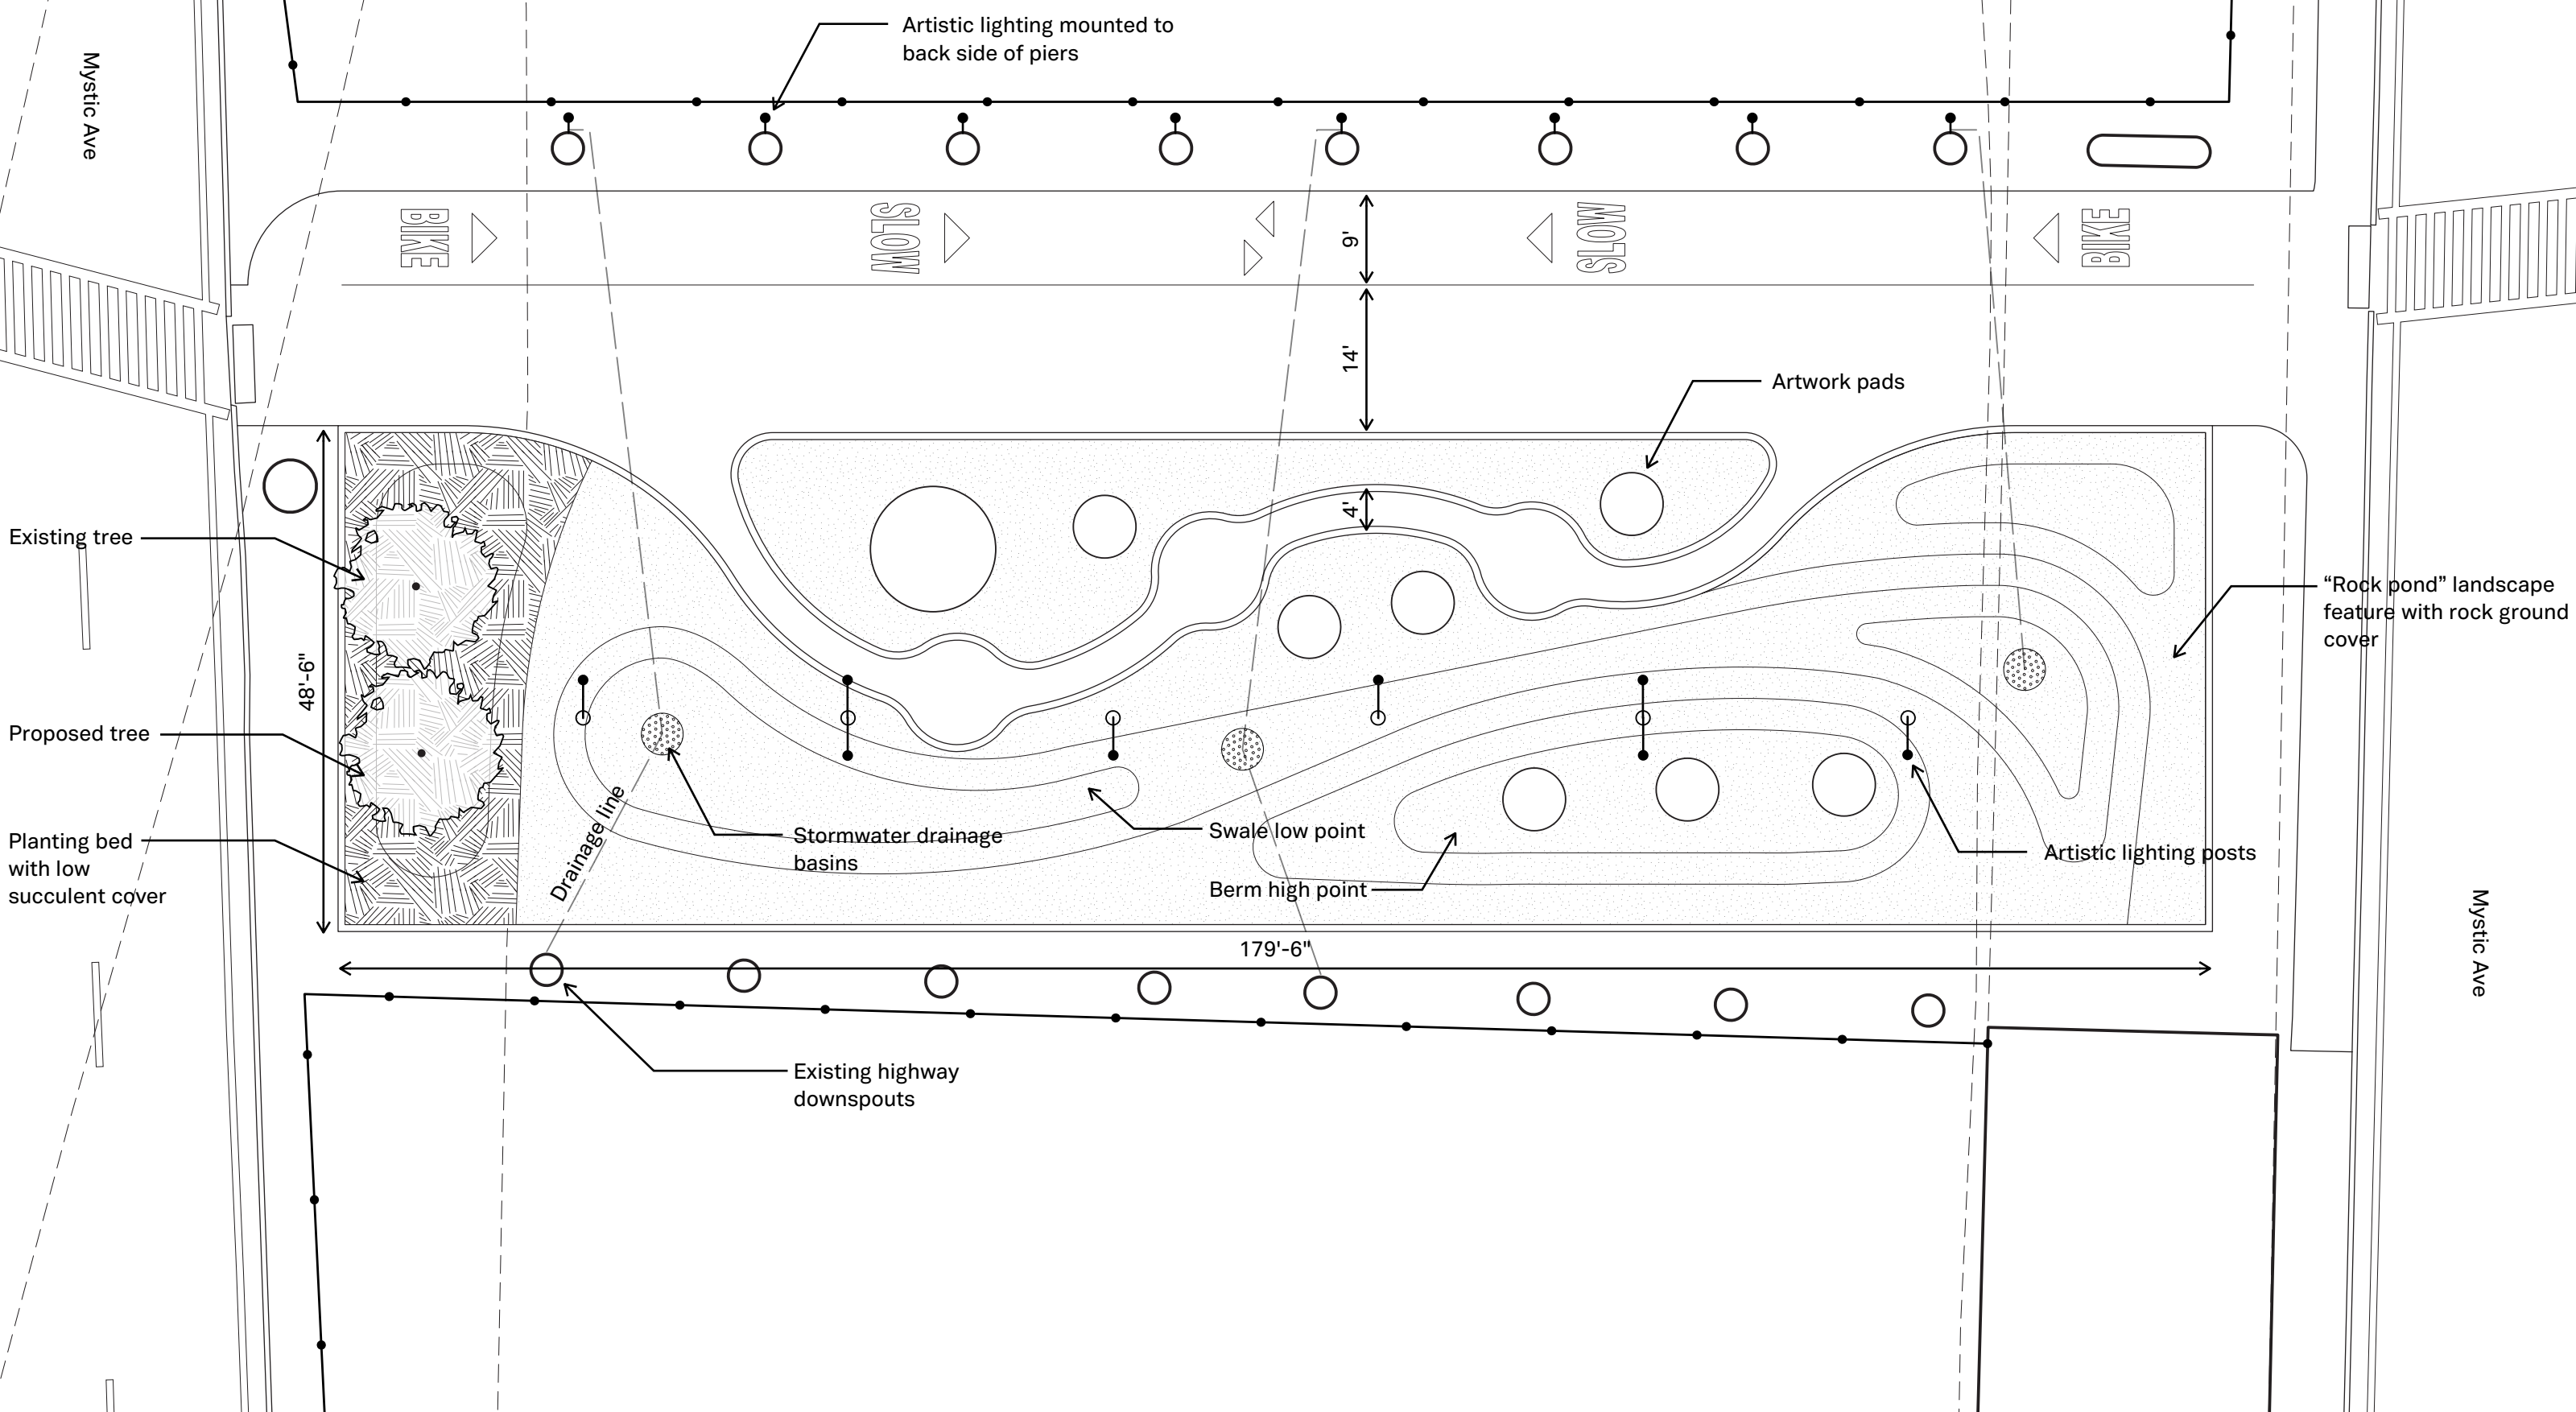 Artistic lighting mounted to
back side of piers
Mystic Ave
BIKE
SLOW
9'
SLOW
BIKE
14'
Artwork pads
4'
Existing tree
“Rock pond” landscape
feature with rock ground
cover
48'-6"
Proposed tree
Planting bed
with low
succulent cover
Drainage line
Stormwater drainage
basins
Swale low point
Berm high point
Artistic lighting posts
Mystic Ave
179'-6"
Existing highway
downspouts